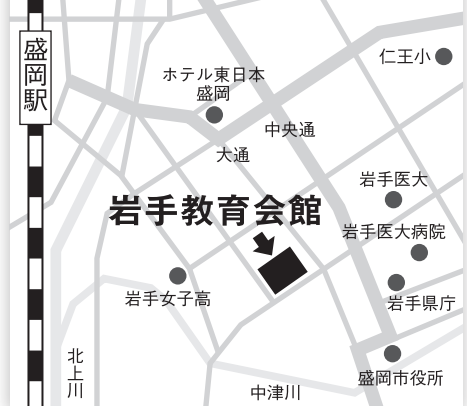 盛岡駅
仁王小
ホテル東日本
盛岡
中央通
大通
岩手医大
岩手教育会館
岩手医大病院
岩手女子高
岩手県庁
北上川
盛岡市役所
中津川